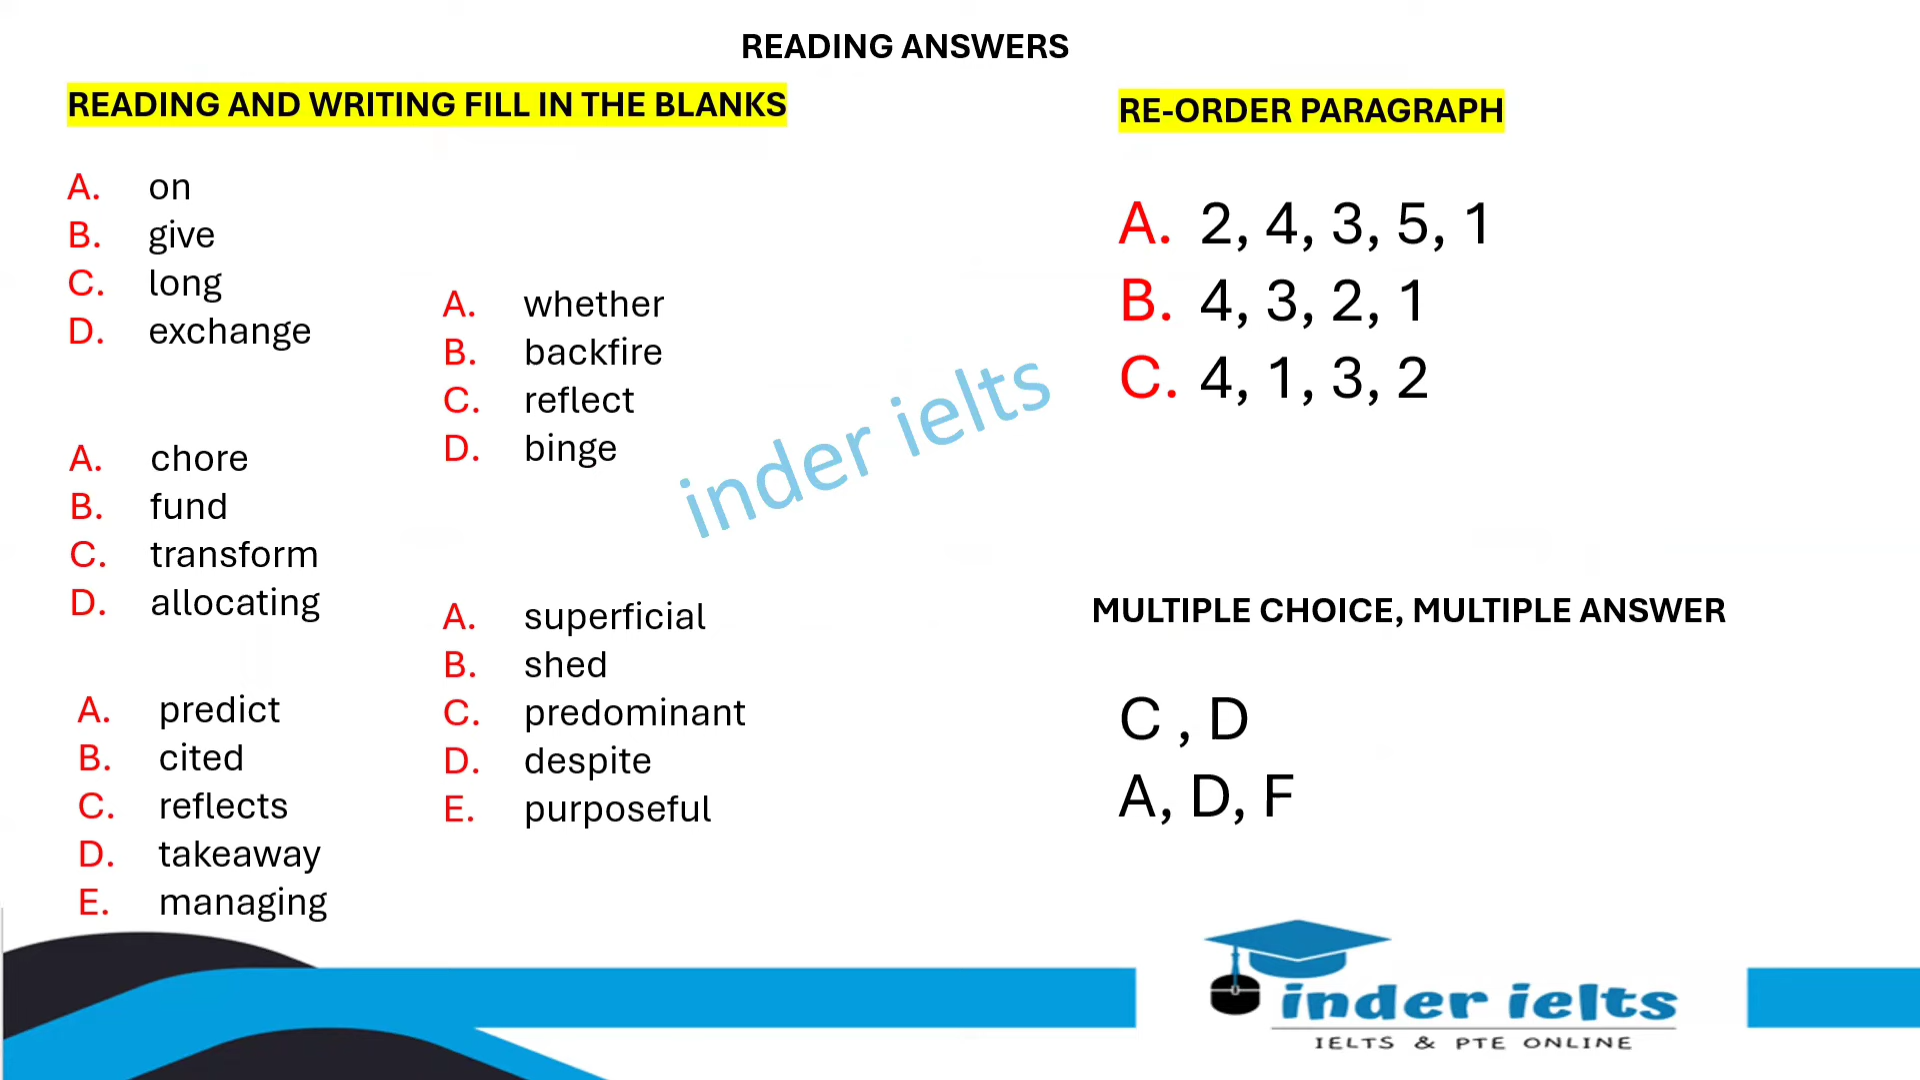 READING ANSWERS
READING AND WRITING FILL IN THE BLANKS
A. on
B. give
C. long
D. exchange
A. chore
B. fund
C. transform
D. allocating
A. predict
B. cited
C. reflects
D. takeaway
E. managing
A. whether
B. backfire
C. reflect
D. binge
A. superficial
B. shed
C. predominant
D. despite
E. purposeful
inder ielts
RE-ORDER PARAGRAPH
A. 2, 4, 3, 5, 1
B. 4, 3, 2, 1
C. 4, 1, 3, 2
MULTIPLE CHOICE, MULTIPLE ANSWER
C , D
A, D, F
inder ielts
IELTS & PTE ONLINE